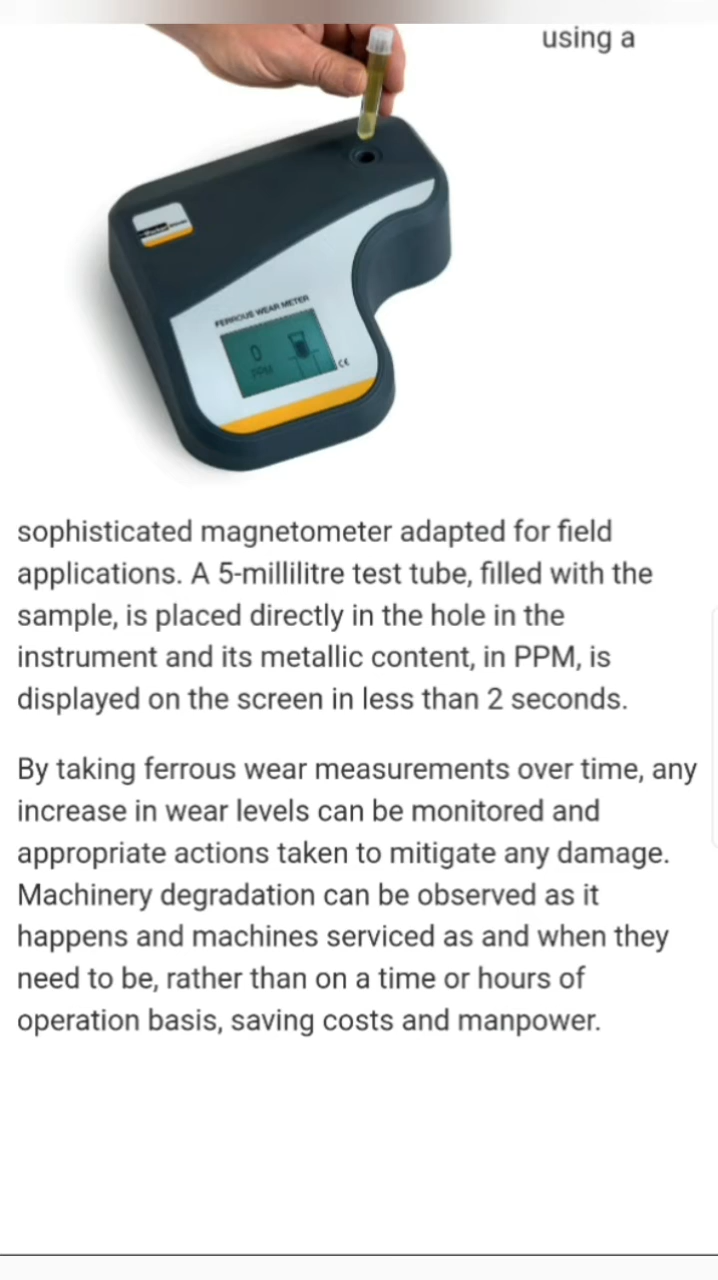 using a
FERROUS WEAR METER
0
PPM
CE
sophisticated magnetometer adapted for field
applications. A 5-millilitre test tube, filled with the
sample, is placed directly in the hole in the
instrument and its metallic content, in PPM, is
displayed on the screen in less than 2 seconds.
By taking ferrous wear measurements over time, any
increase in wear levels can be monitored and
appropriate actions taken to mitigate any damage.
Machinery degradation can be observed as it
happens and machines serviced as and when they
need to be, rather than on a time or hours of
operation basis, saving costs and manpower.